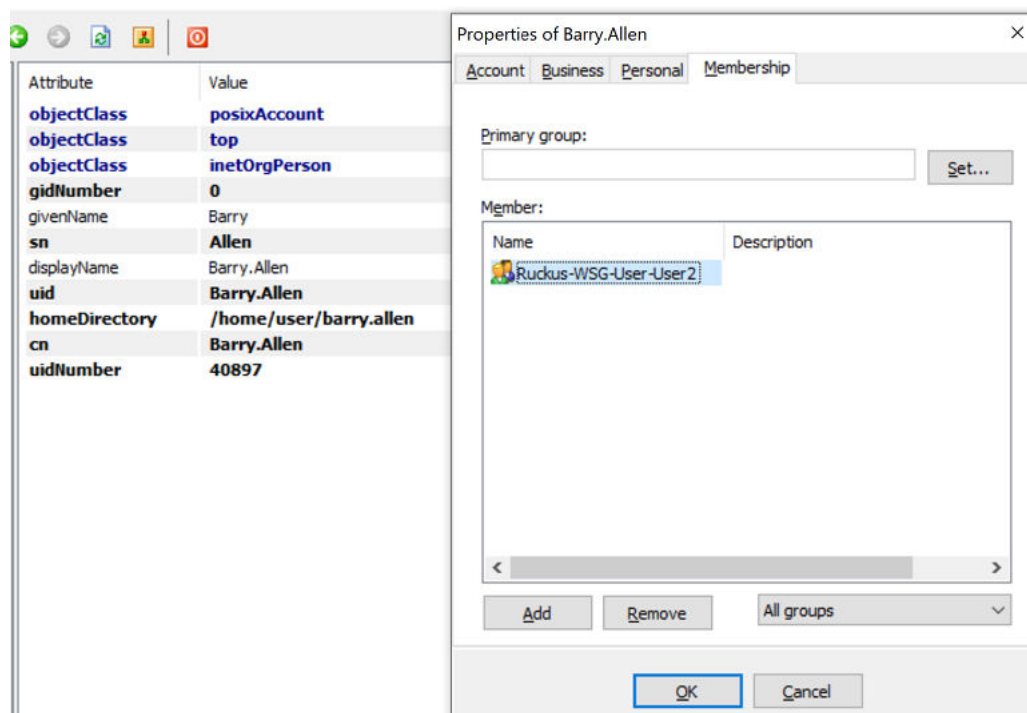 Attribute Value
objectClass posixAccount
objectClass top
objectClass inetOrgPerson
gidNumber 0
givenName Barry
sn Allen
displayName Barry.Allen
uid Barry.Allen
homeDirectory /home/user/barry.allen
cn Barry.Allen
uidNumber 40897
Properties of Barry.Allen
Account Business Personal Membership
Primary group:
Set...
Member:
Name Description
Ruckus-WSG-User-User2
Add Remove All groups
OK Cancel